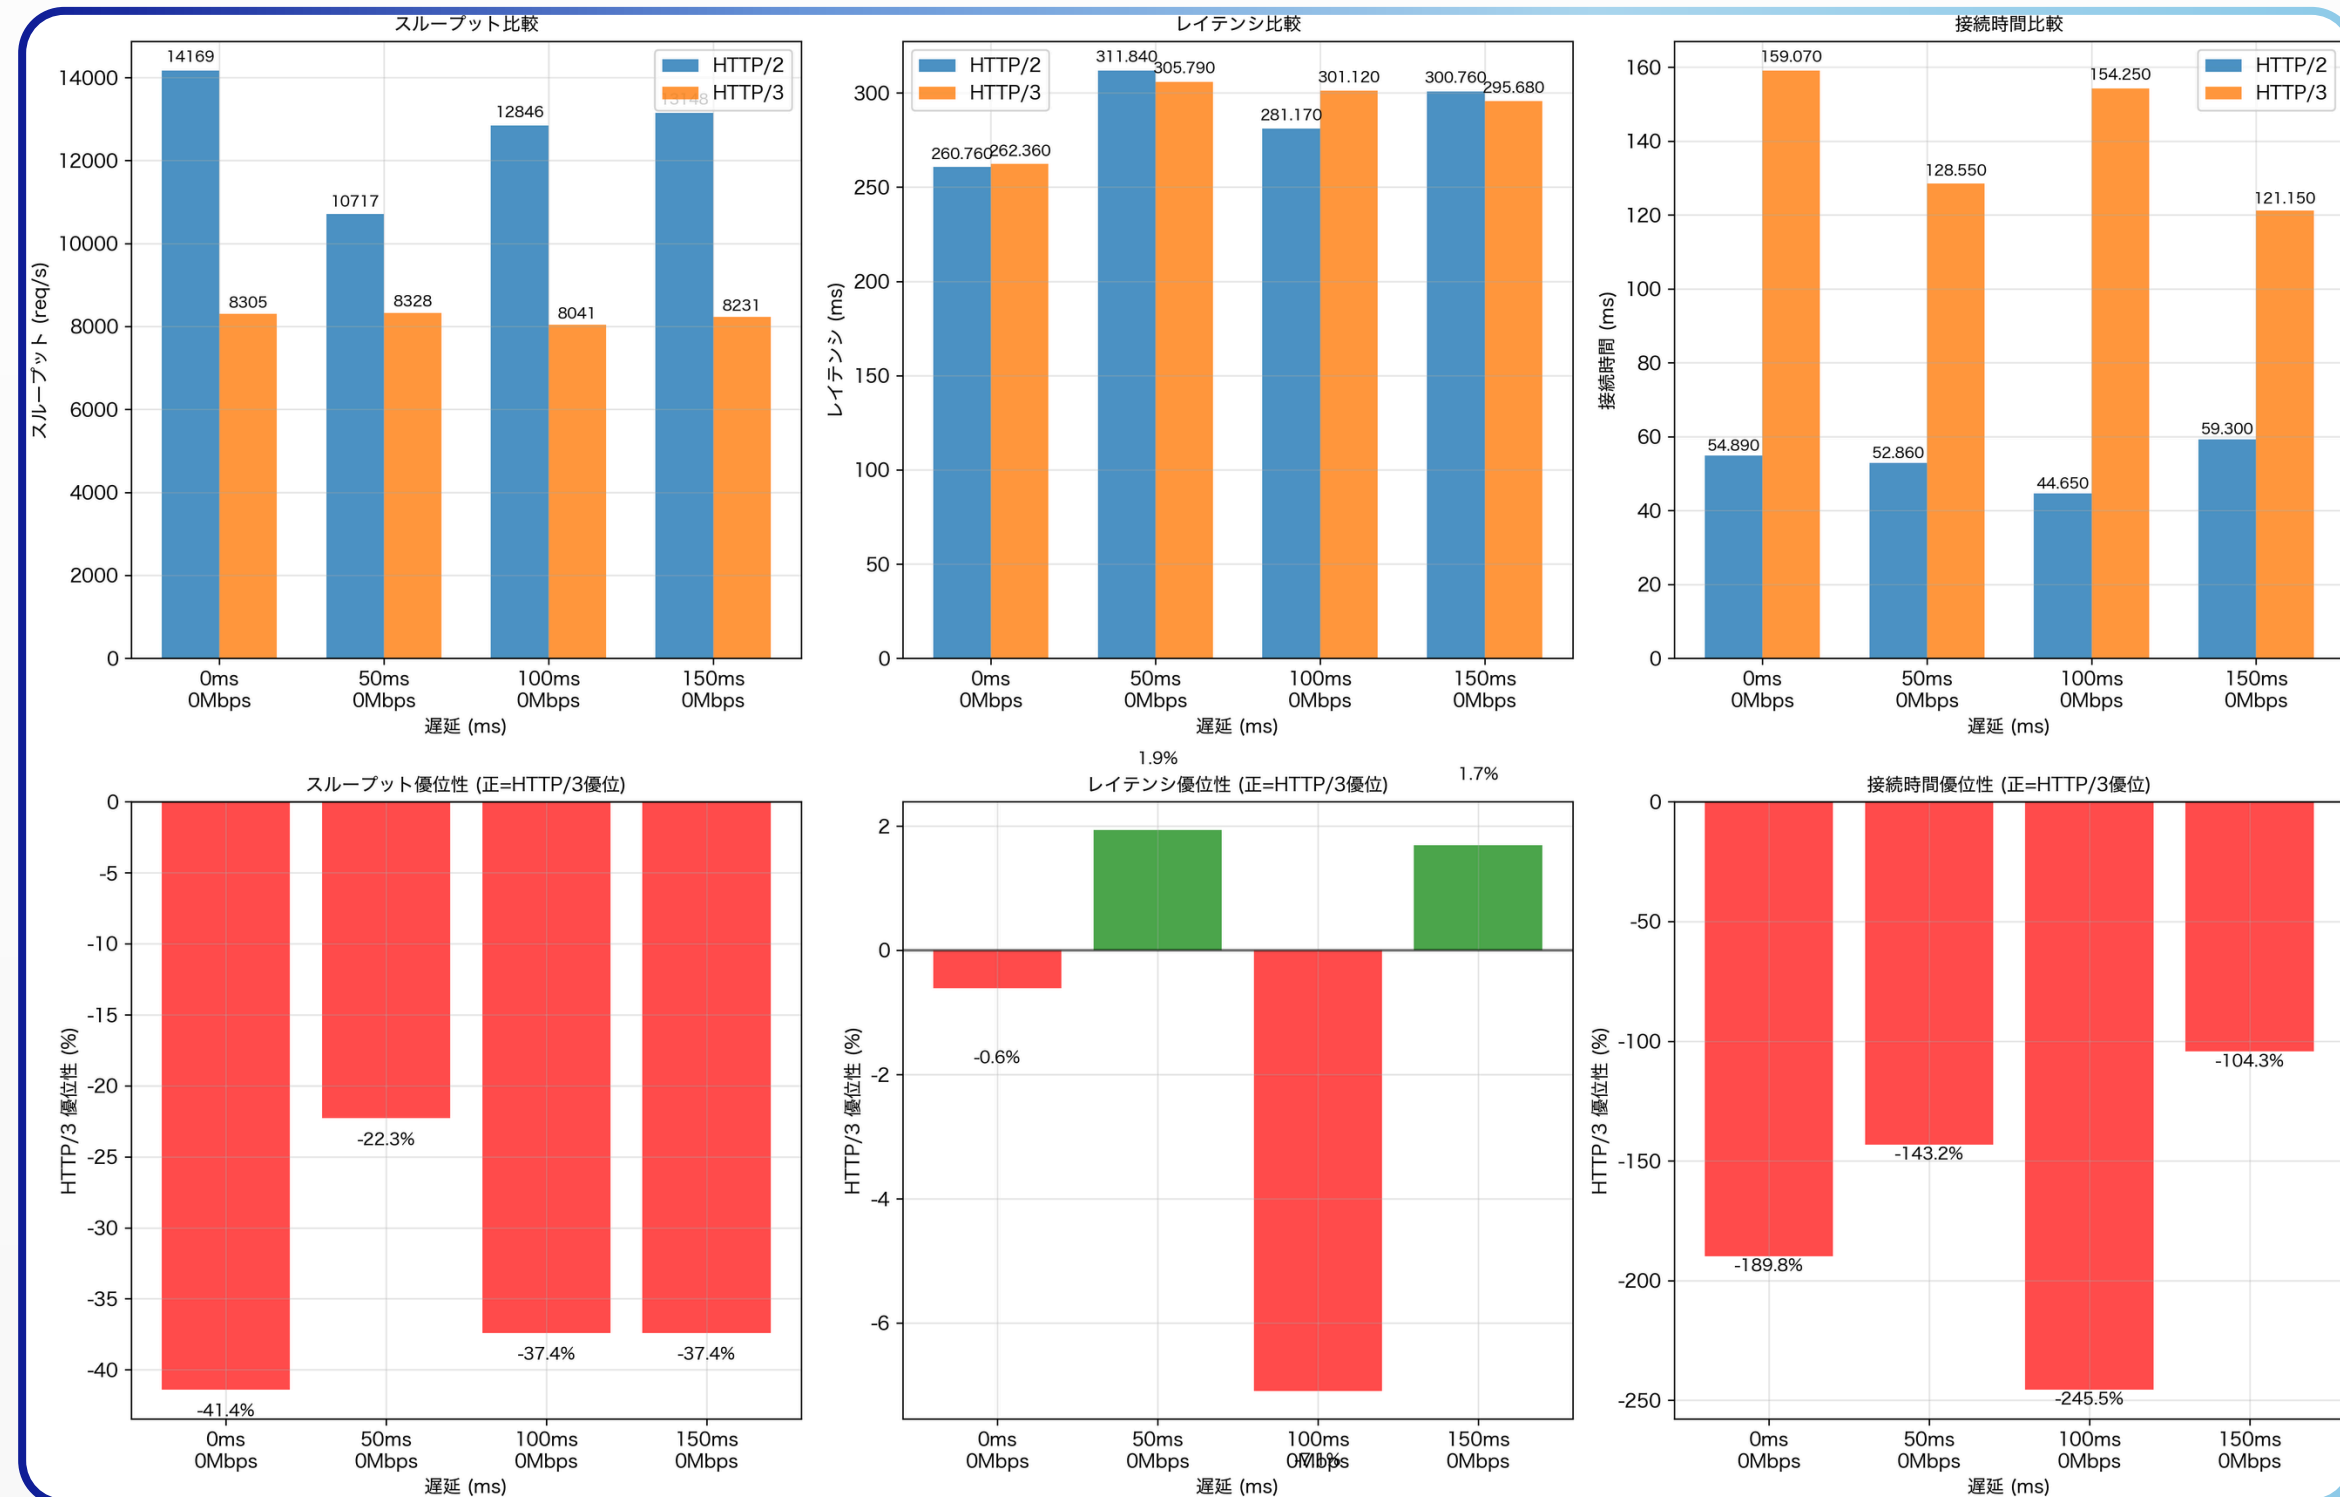 スループット比較
14169
10717
12846
8305
8328
8041
8231
HTTP/2
HTTP/3
14000
12000
10000
8000
6000
4000
2000
0
スループット (req/s)
0ms
0Mbps
50ms
0Mbps
100ms
0Mbps
150ms
0Mbps
遅延 (ms)
レイテンシ比較
HTTP/2
HTTP/3
260.760
262.360
311.840
305.790
281.170
301.120
300.760
295.680
300
250
200
150
100
50
0
レイテンシ (ms)
0ms
0Mbps
50ms
0Mbps
100ms
0Mbps
150ms
0Mbps
遅延 (ms)
接続時間比較
HTTP/2
HTTP/3
54.890
159.070
52.860
128.550
44.650
154.250
59.300
121.150
160
140
120
100
80
60
40
20
0
接続時間 (ms)
0ms
0Mbps
50ms
0Mbps
100ms
0Mbps
150ms
0Mbps
遅延 (ms)
スループット優位性 (正=HTTP/3優位)
0
-5
-10
-15
-20
-25
-30
-35
-40
HTTP/3 優位性 (%)
-41.4%
-22.3%
-37.4%
-37.4%
0ms
0Mbps
50ms
0Mbps
100ms
0Mbps
150ms
0Mbps
遅延 (ms)
1.9%
1.7%
レイテンシ優位性 (正=HTTP/3優位)
2
0
-2
-4
-6
HTTP/3 優位性 (%)
-0.6%
0ms
0Mbps
50ms
0Mbps
100ms
150ms
0Mbps
遅延 (ms)
接続時間優位性 (正=HTTP/3優位)
0
-50
-100
-150
-200
-250
HTTP/3 優位性 (%)
-189.8%
-143.2%
-245.5%
-104.3%
0ms
0Mbps
50ms
0Mbps
100ms
0Mbps
150ms
0Mbps
遅延 (ms)